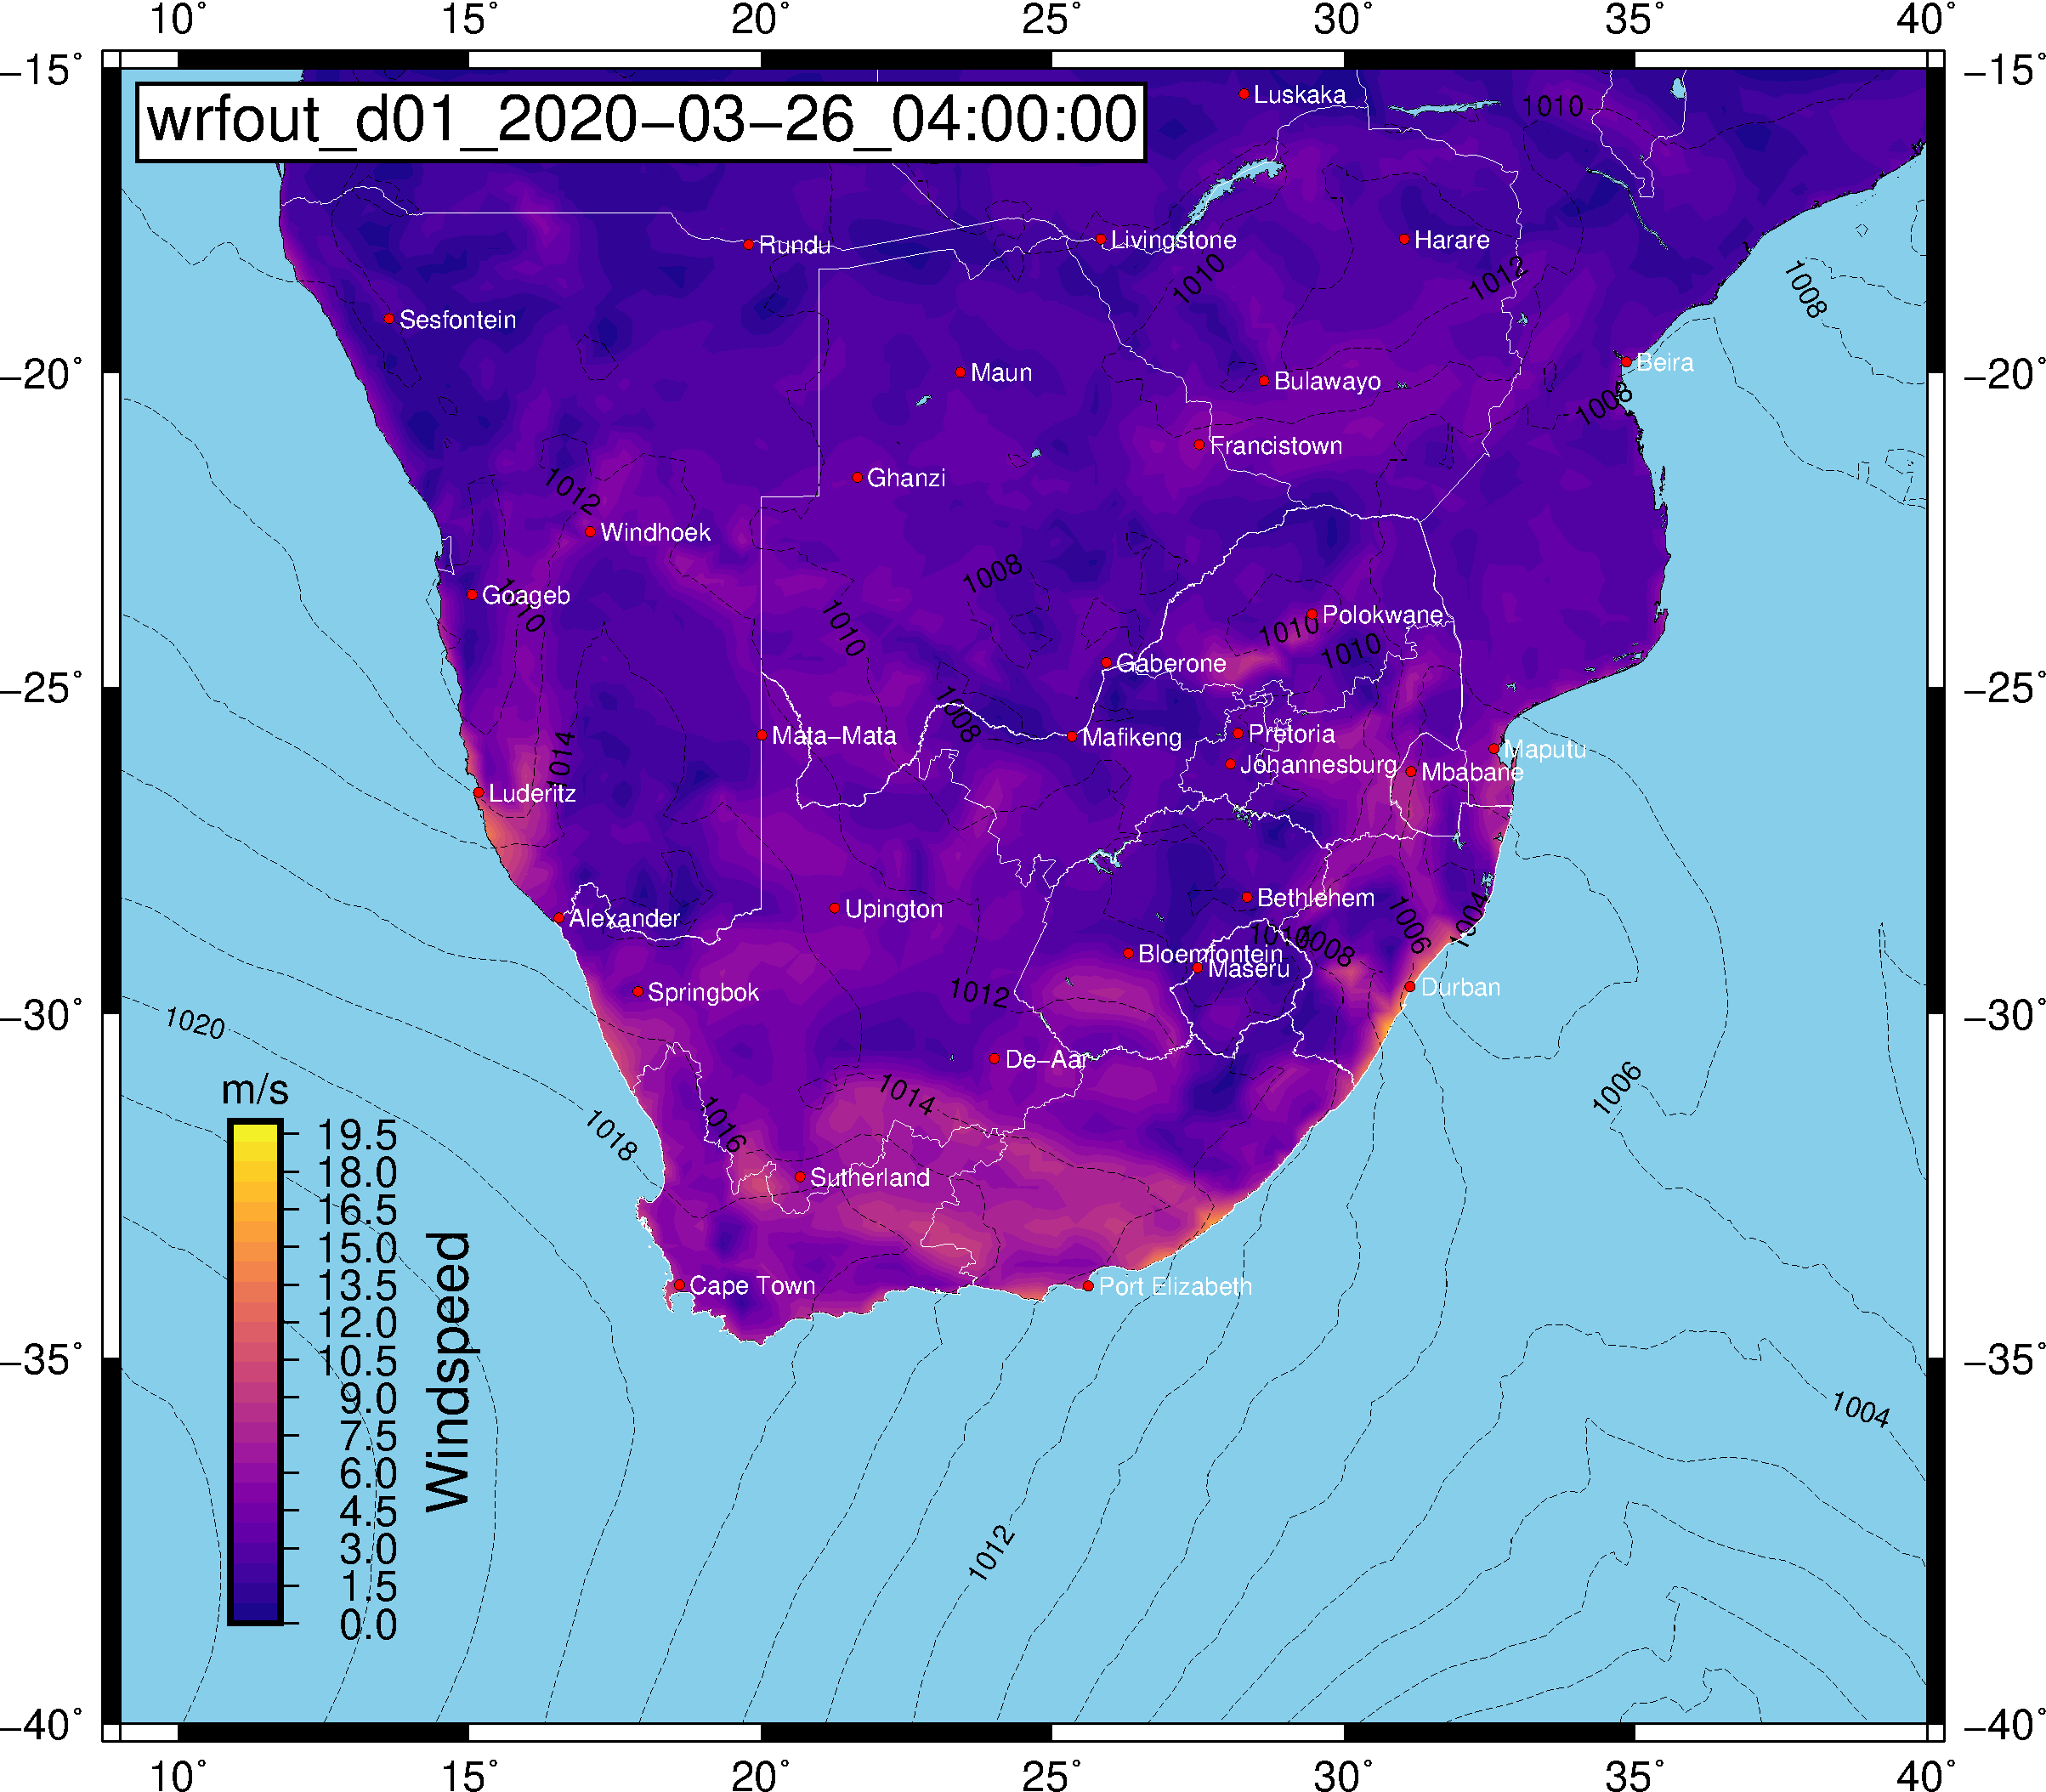 10° 15° 20° 25° 30° 35° 40°
−15° −15°
wrfout_d01_2020−03−26_04:00:00
Luskaka
1010
Rundu
Livingstone
Harare
1010
1012
1008
Sesfontein
−20° −20°
Maun
Bulawayo
Beira
1008
Francistown
Ghanzi
1012
Windhoek
1008
Goageb
1010
1010
Polokwane
1010
1010
Gaberone
−25° −25°
1008
Mata−Mata
Mafikeng
Pretoria
Johannesburg
Mbabane
Maputu
1014
Luderitz
Bethlehem
Alexander
Upington
1006
1004
1010
1008
Bloemfontein
Maseru
Springbok
1012
Durban
−30° −30°
1020
De−Aar
1014
1006
1016
1018
Sutherland
Cape Town
Port Elizabeth
m/s
19.5
18.0
16.5
15.0
13.5
12.0
10.5
9.0
7.5
6.0
4.5
3.0
1.5
0.0
Windspeed
−35° −35°
1004
1012
−40° −40°
10° 15° 20° 25° 30° 35° 40°